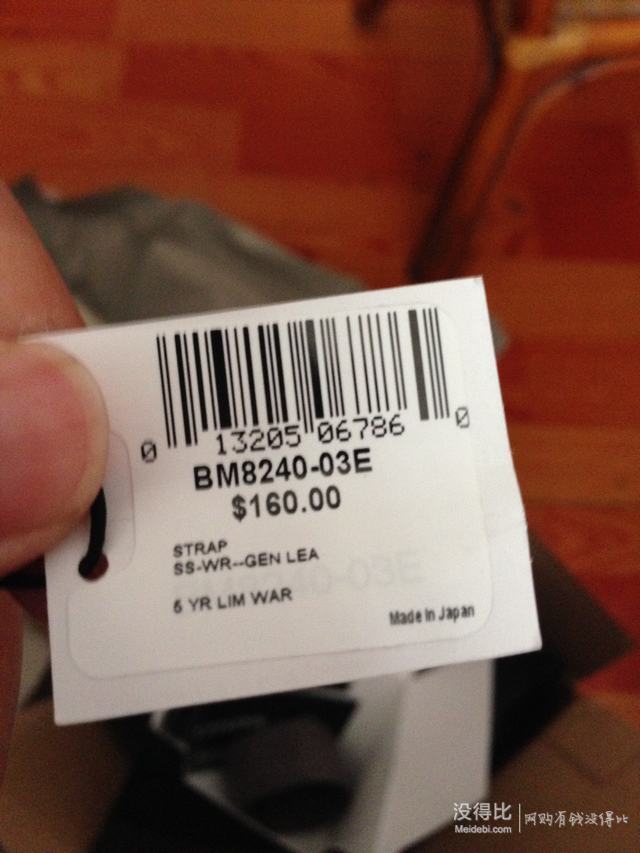 0 13205 06786 0
BM8240-03E
$160.00
STRAP
SS-WR--GEN LEA
5 YR LIM WAR
Made In Japan
没得比 网购有钱没得比
Meidebi.com